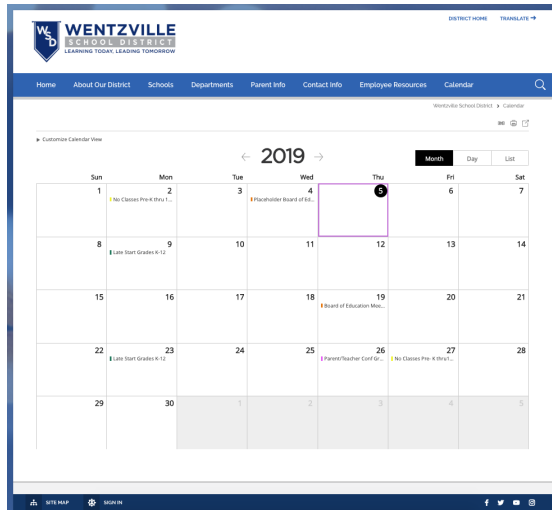 DISTRICT HOME TRANSLATE
WSD
WENTZVILLE
SCHOOL DISTRICT
LEARNING TODAY, LEADING TOMORROW
Home About Our District Schools Departments Parent Info Contact Info Employee Resources Calendar
Wentzville School District Calendar
Customize Calendar View
2019
Month Day List
Sun Mon Tue Wed Thu Fri Sat
1 2 3 4 5 6 7
No Classes Pre-K thru 1... Placeholder Board of Ed...
8 9 10 11 12 13 14
Late Start Grades K-12
15 16 17 18 19 20 21
Board of Education Mee...
22 23 24 25 26 27 28
Late Start Grades K-12 Parent/Teacher Conf Gr... No Classes Pre- K thru1...
29 30 1 2 3 4 5
SITE MAP SIGN IN